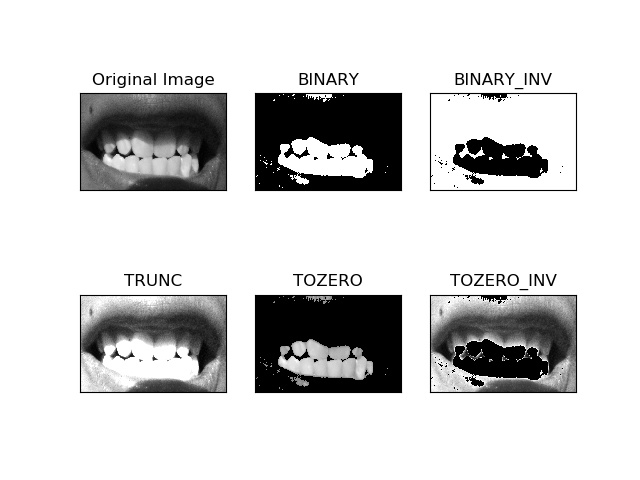 Original Image
BINARY
BINARY_INV
TRUNC
TOZERO
TOZERO_INV